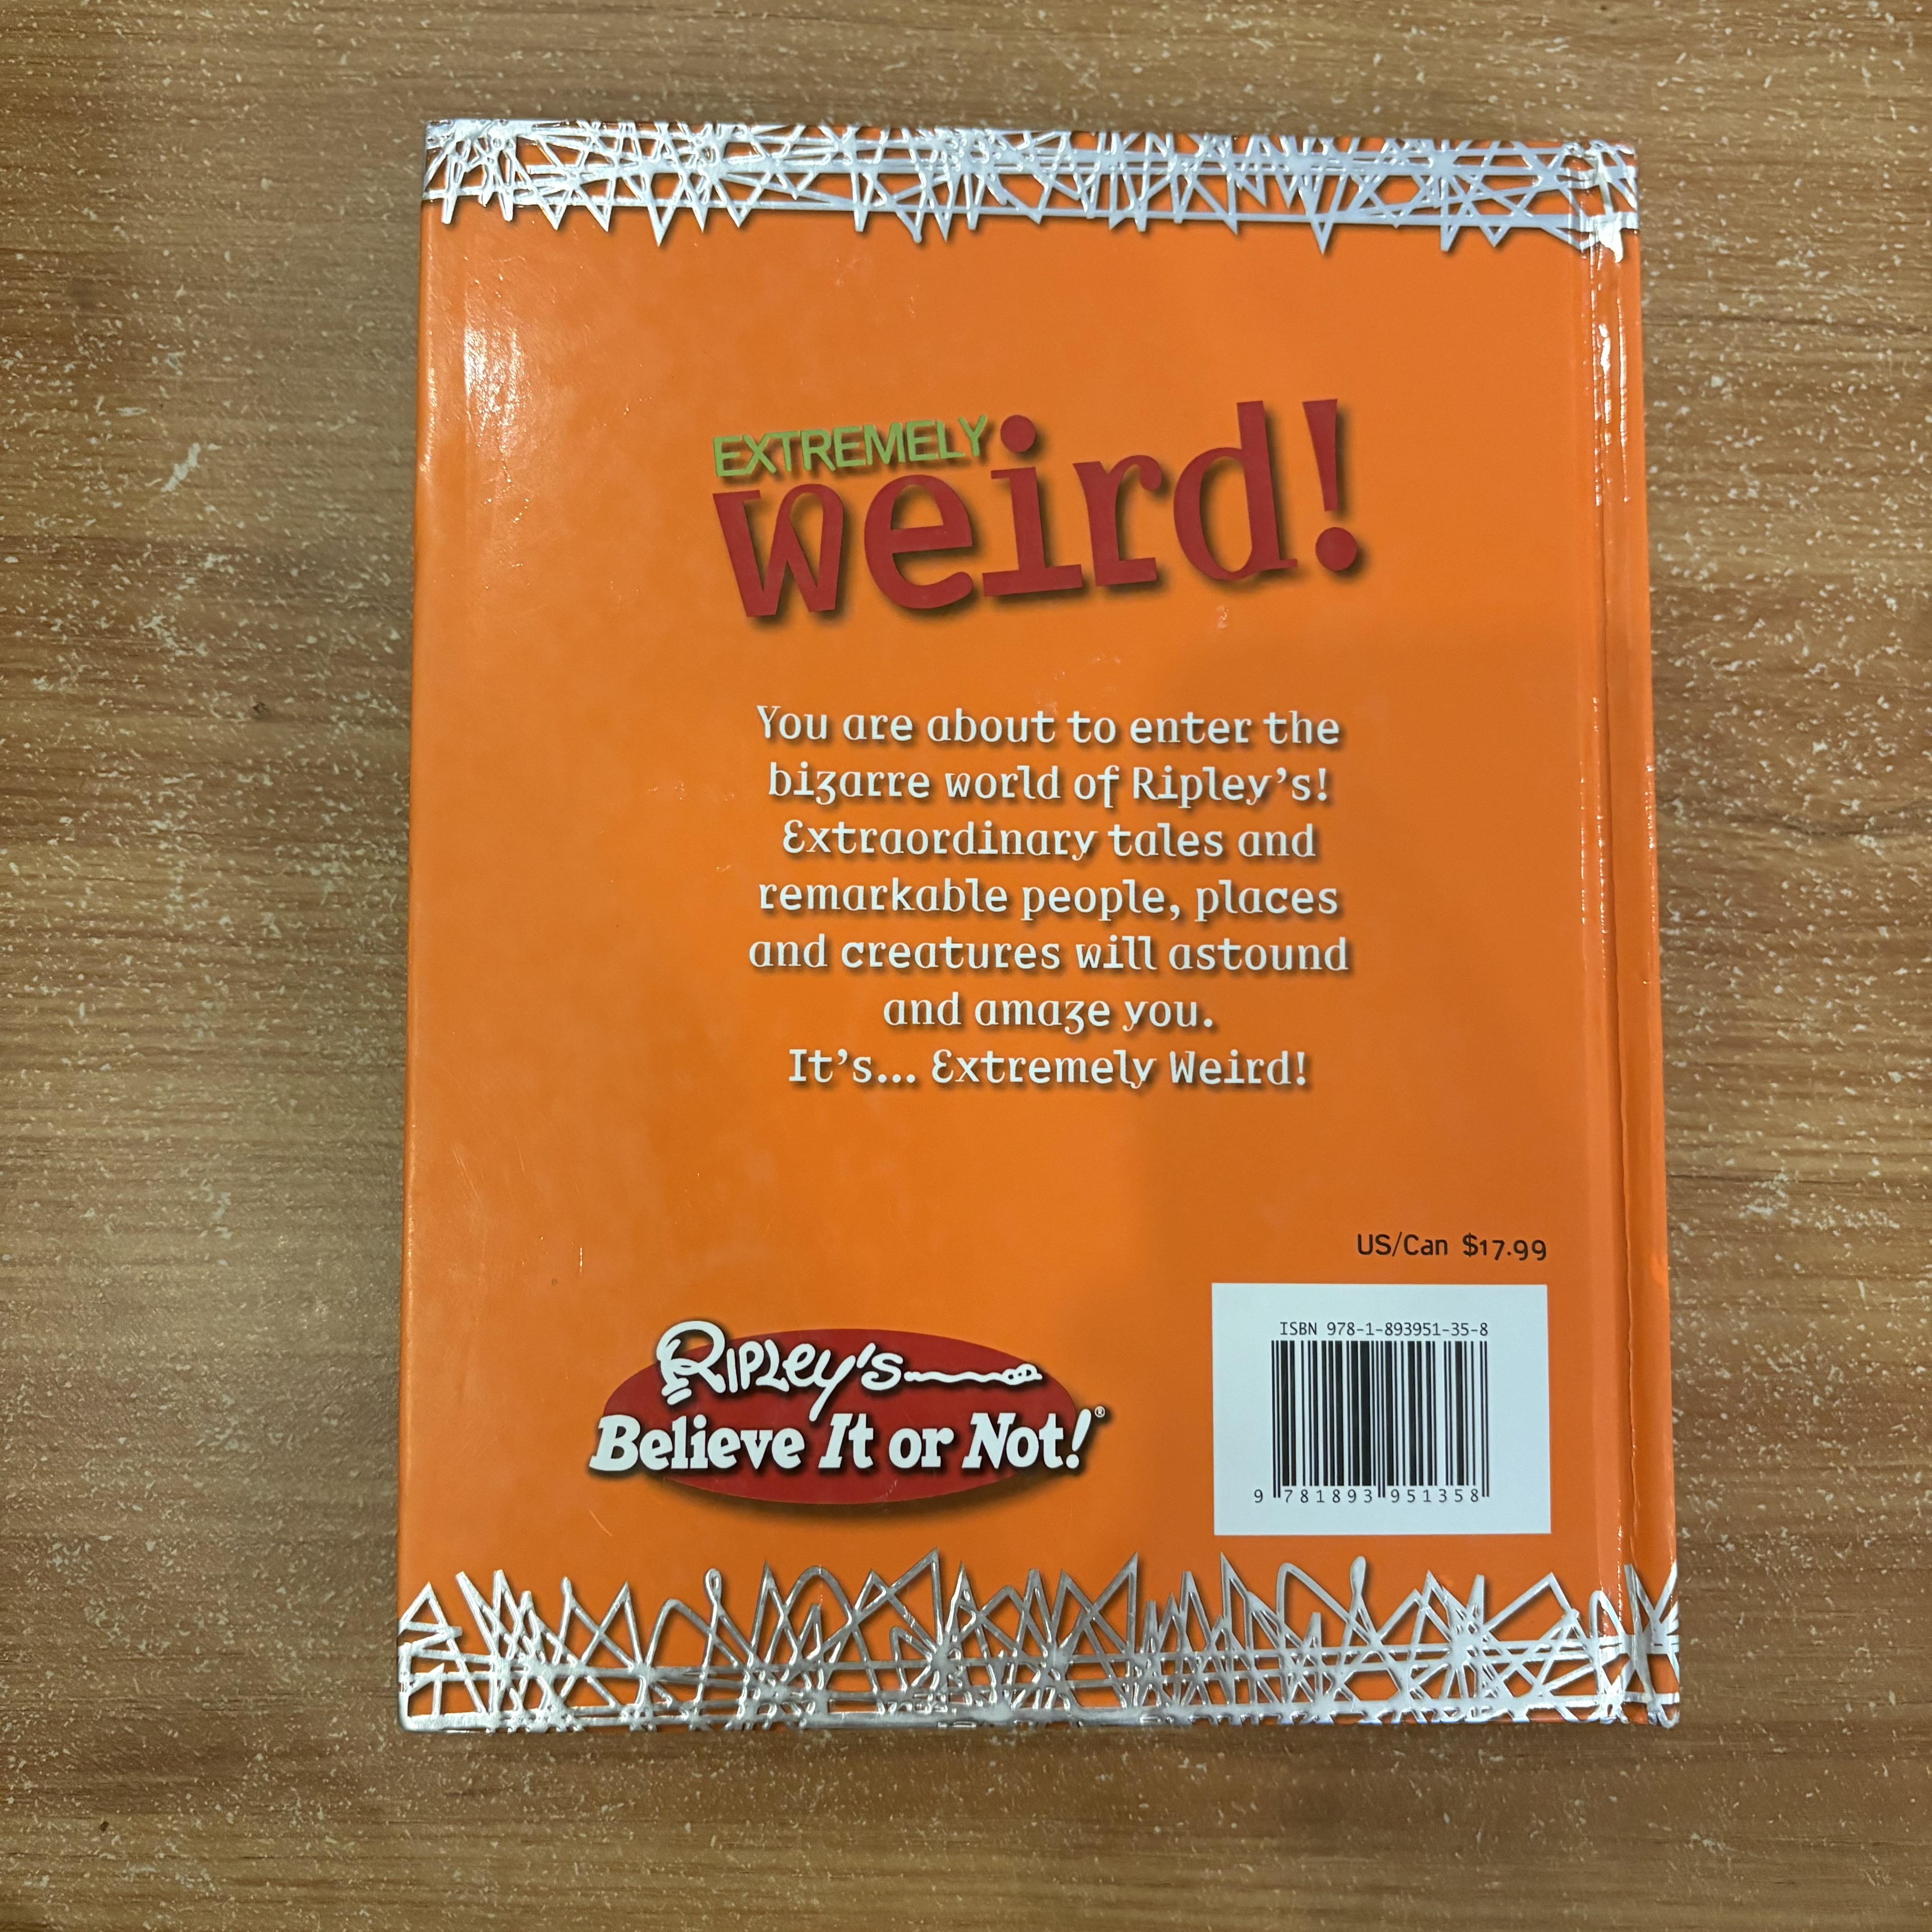 EXTREMELY
weird!
You are about to enter the
bizarre world of Ripley's!
Extraordinary tales and
remarkable people, places
and creatures will astound
and amaze you.
It's... Extremely Weird!
US/Can $17.99
ISBN 978-1-893951-35-8
9 781893 951358
Ripley's
Believe It or Not!®